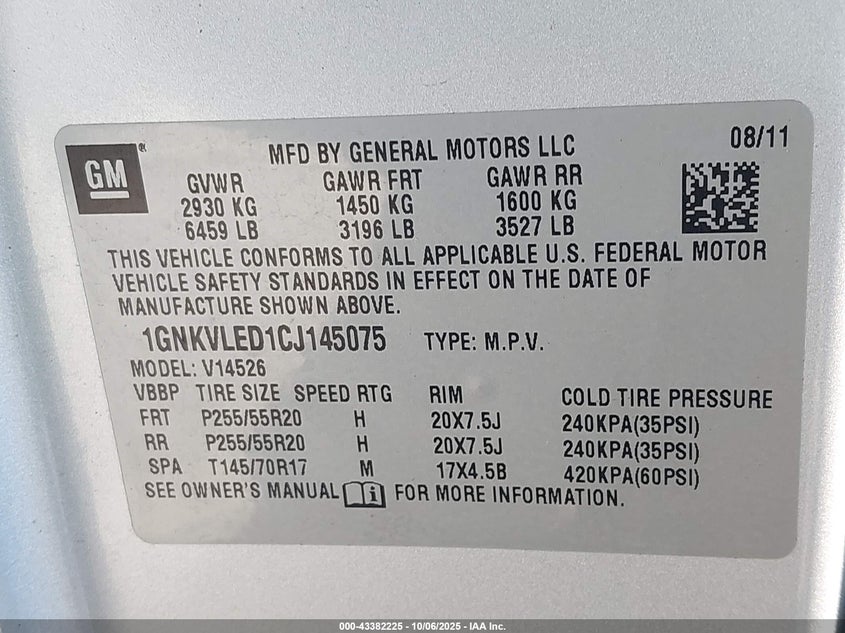 GM
MFD BY GENERAL MOTORS LLC
08/11
GVWR GAWR FRT GAWR RR
2930 KG 1450 KG 1600 KG
6459 LB 3196 LB 3527 LB
THIS VEHICLE CONFORMS TO ALL APPLICABLE U.S. FEDERAL MOTOR
VEHICLE SAFETY STANDARDS IN EFFECT ON THE DATE OF
MANUFACTURE SHOWN ABOVE.
1GNKVLED1CJ145075 TYPE: M.P.V.
MODEL: V14526
VBBP TIRE SIZE SPEED RTG RIM COLD TIRE PRESSURE
FRT P255/55R20 H 20X7.5J 240KPA(35PSI)
RR P255/55R20 H 20X7.5J 240KPA(35PSI)
SPA T145/70R17 M 17X4.5B 420KPA(60PSI)
SEE OWNER'S MANUAL FOR MORE INFORMATION.
000-43382225 - 10/06/2025 - IAA Inc.